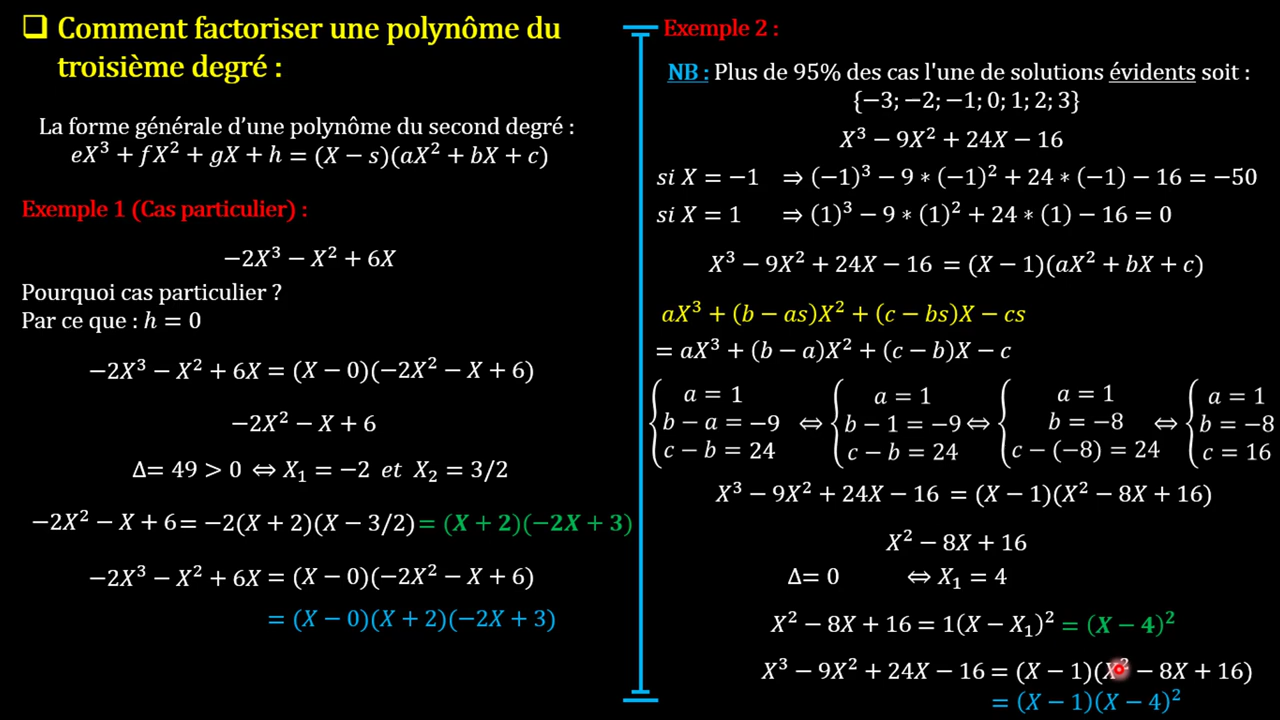 ❑ Comment factoriser une polynôme du
troisième degré :
La forme générale d'une polynôme du second degré :
eX³ + fX² + gX + h = (X − s)(aX² + bX + c)
Exemple 1 (Cas particulier) :
−2X³ − X² + 6X
Pourquoi cas particulier ?
Par ce que : h = 0
−2X³ − X² + 6X = (X − 0)(−2X² − X + 6)
−2X² − X + 6
Δ= 49 > 0 ⇔ X₁ = −2 et X₂ = 3/2
−2X² − X + 6 = −2(X + 2)(X − 3/2) = (X + 2)(−2X + 3)
−2X³ − X² + 6X = (X − 0)(−2X² − X + 6)
= (X − 0)(X + 2)(−2X + 3)
Exemple 2 :
NB : Plus de 95% des cas l'une de solutions évidents soit :
{−3; −2; −1; 0; 1; 2; 3}
X³ − 9X² + 24X − 16
si X = −1 ⇒ (−1)³ − 9 ∗ (−1)² + 24 ∗ (−1) − 16 = −50
si X = 1 ⇒ (1)³ − 9 ∗ (1)² + 24 ∗ (1) − 16 = 0
X³ − 9X² + 24X − 16 = (X − 1)(aX² + bX + c)
aX³ + (b − as)X² + (c − bs)X − cs
= aX³ + (b − a)X² + (c − b)X − c
{ a = 1 { a = 1 { a = 1 { a = 1
b − a = −9 ⇔ b − 1 = −9 ⇔ b = −8 ⇔ b = −8
c − b = 24 c − b = 24 c − (−8) = 24 c = 16
X³ − 9X² + 24X − 16 = (X − 1)(X² − 8X + 16)
X² − 8X + 16
Δ= 0 ⇔ X₁ = 4
X² − 8X + 16 = 1(X − X₁)² = (X − 4)²
X³ − 9X² + 24X − 16 = (X − 1)(X² − 8X + 16)
= (X − 1)(X − 4)²